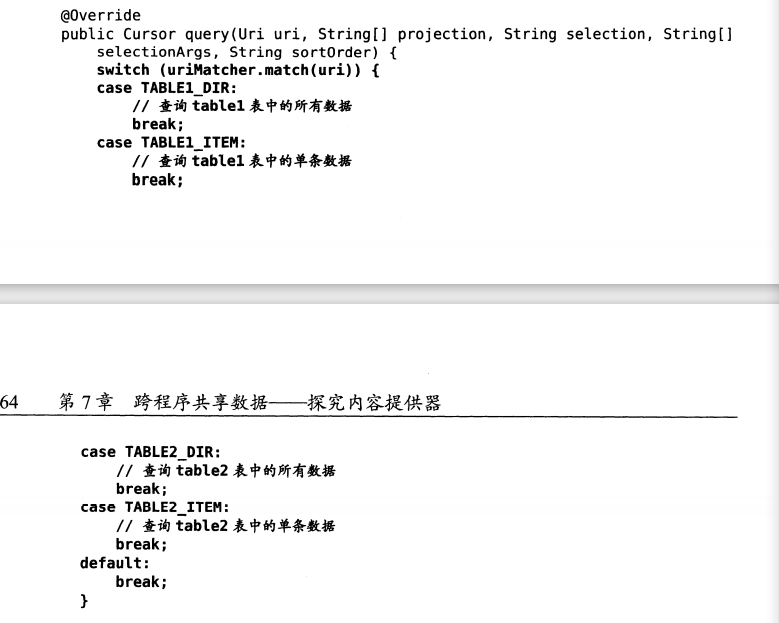 @Override
public Cursor query(Uri uri, String[] projection, String selection, String[]
    selectionArgs, String sortOrder) {
    switch (uriMatcher.match(uri)) {
    case TABLE1_DIR:
        // 查询 table1 表中的所有数据
        break;
    case TABLE1_ITEM:
        // 查询 table1 表中的单条数据
        break;
64 第 7 章 跨程序共享数据——探究内容提供器
    case TABLE2_DIR:
        // 查询 table2 表中的所有数据
        break;
    case TABLE2_ITEM:
        // 查询 table2 表中的单条数据
        break;
    default:
        break;
    }